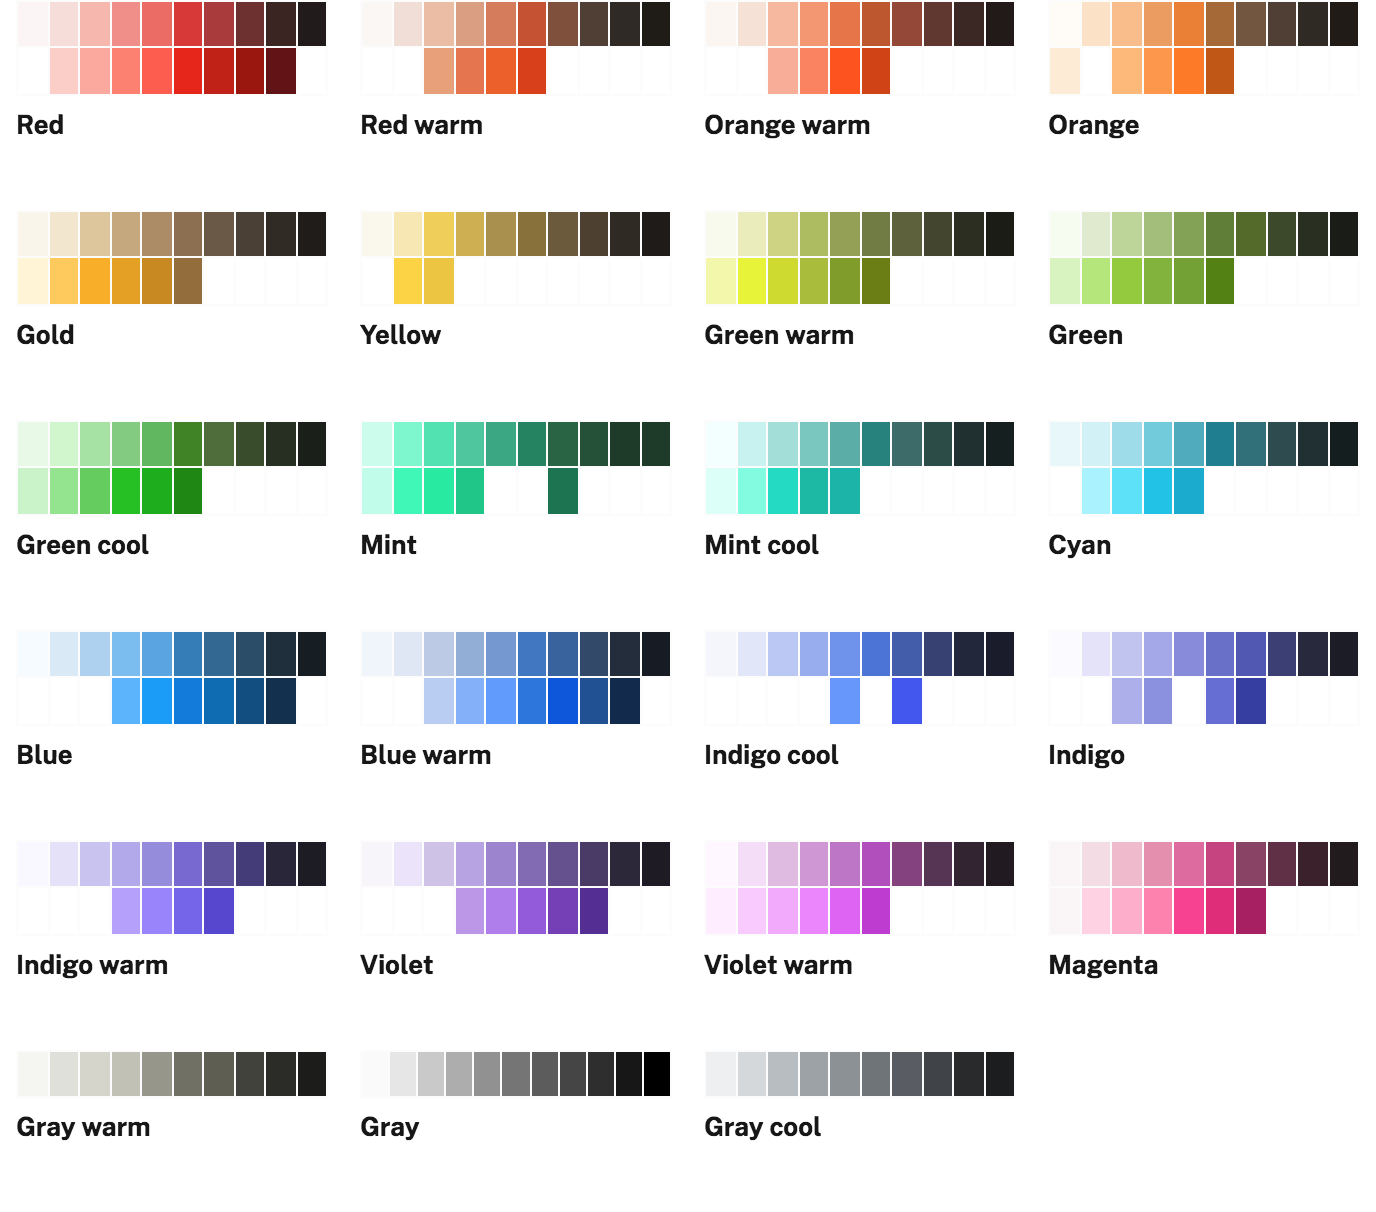 Red
Red warm
Orange warm
Orange
Gold
Yellow
Green warm
Green
Green cool
Mint
Mint cool
Cyan
Blue
Blue warm
Indigo cool
Indigo
Indigo warm
Violet
Violet warm
Magenta
Gray warm
Gray
Gray cool